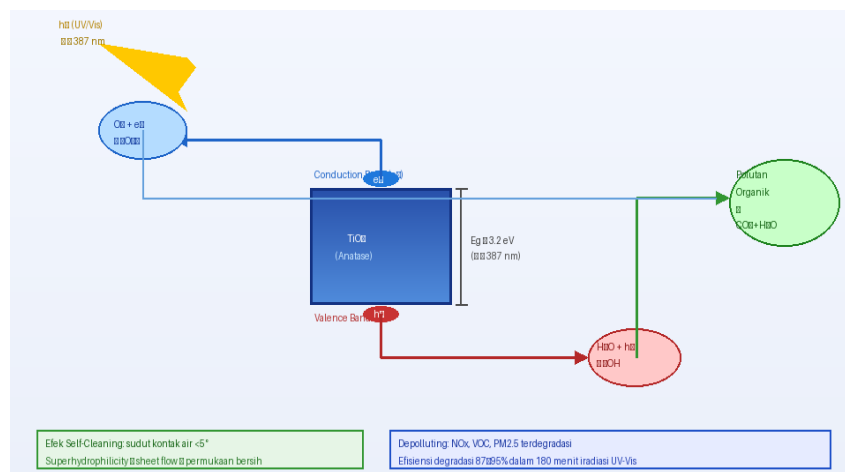 hν (UV/Vis)
387 nm
O + e
O
Conduction
e
Polutan
Organik
CO +H O
TiO
(Anatase)
Eg 3.2 eV
( 387 nm)
h
Valence Band
H O + h
OH
Efek Self-Cleaning: sudut kontak air <5°
Superhydrophilicity sheet flow permukaan bersih
Depolluting: NOx, VOC, PM2.5 terdegradasi
Efisiensi degradasi 87 95% dalam 180 menit iradiasi UV-Vis